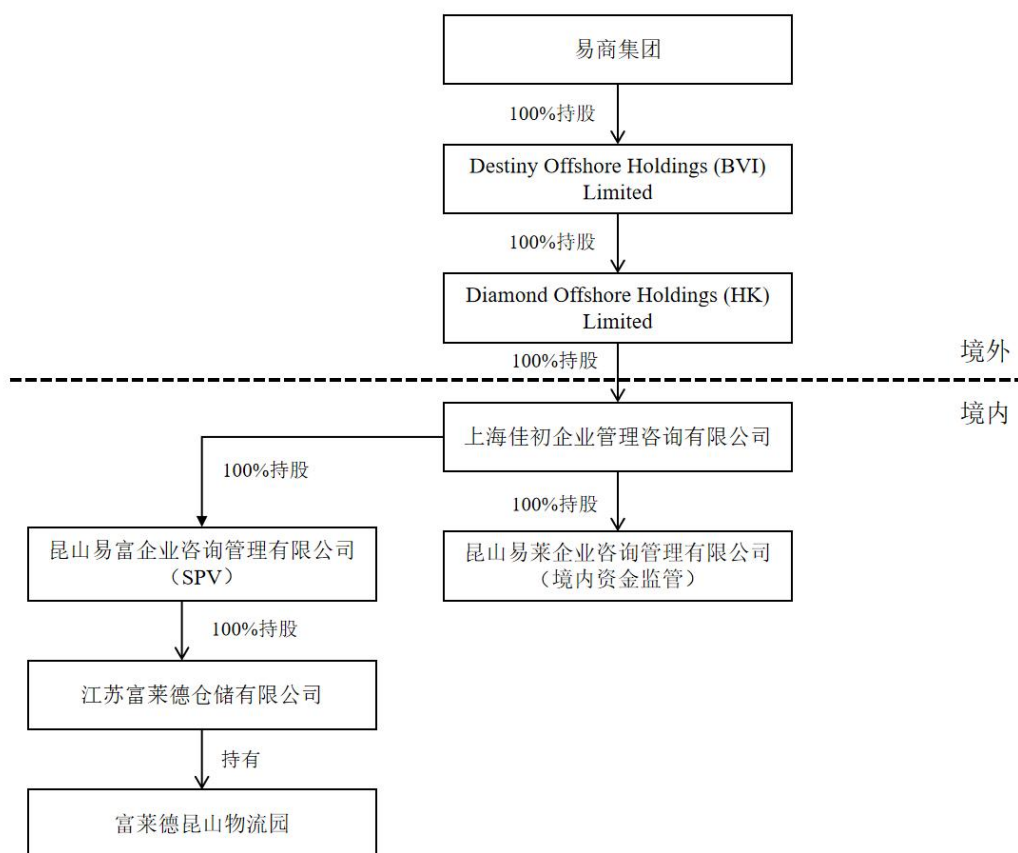 易商集团
100%持股
Destiny Offshore Holdings (BVI)
Limited
100%持股
Diamond Offshore Holdings (HK)
Limited
100%持股
境外
境内
上海佳初企业管理咨询有限公司
100%持股
100%持股
昆山易富企业咨询管理有限公司
（SPV）
昆山易莱企业咨询管理有限公司
（境内资金监管）
100%持股
江苏富莱德仓储有限公司
持有
富莱德昆山物流园